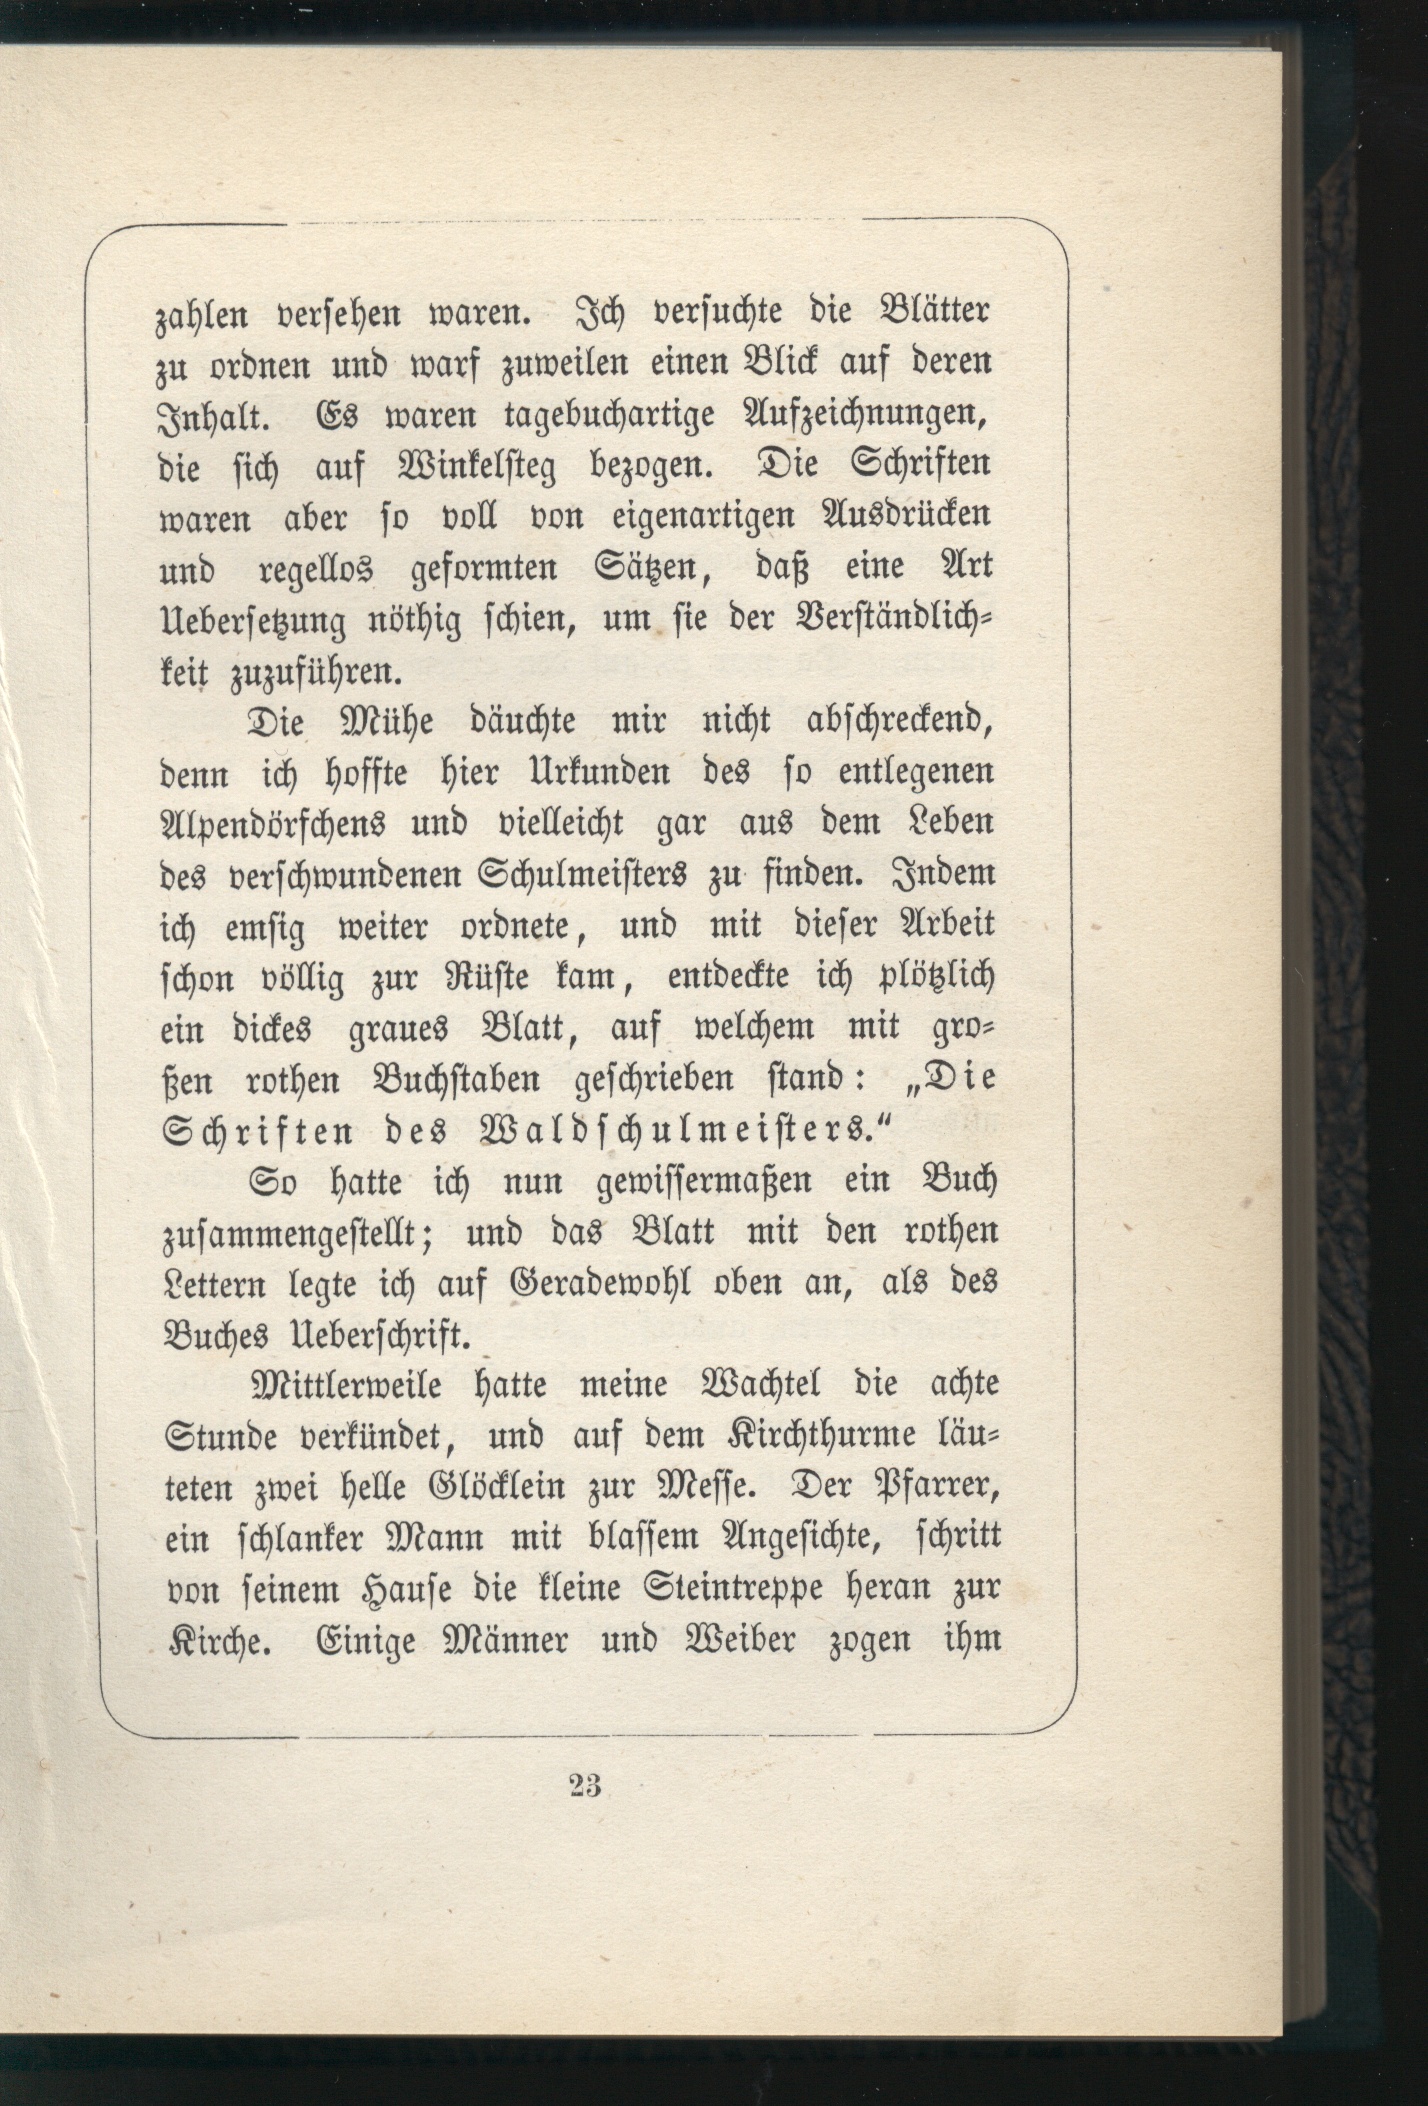 zahlen versehen waren. Ich versuchte die Blätter
zu ordnen und warf zuweilen einen Blick auf deren
Inhalt. Es waren tagebuchartige Aufzeichnungen,
die sich auf Winkelsteg bezogen. Die Schriften
waren aber so voll von eigenartigen Ausdrücken
und regellos geformten Sätzen, daß eine Art
Uebersetzung nöthig schien, um sie der Verständlich-
keit zuzuführen.
Die Mühe däuchte mir nicht abschreckend,
denn ich hoffte hier Urkunden des so entlegenen
Alpendörfchens und vielleicht gar aus dem Leben
des verschwundenen Schulmeisters zu finden. Indem
ich emsig weiter ordnete, und mit dieser Arbeit
schon völlig zur Rüste kam, entdeckte ich plötzlich
ein dickes graues Blatt, auf welchem mit gro-
ßen rothen Buchstaben geschrieben stand: „Die
Schriften des Waldschulmeisters.“
So hatte ich nun gewissermaßen ein Buch
zusammengestellt; und das Blatt mit den rothen
Lettern legte ich auf Geradewohl oben an, als des
Buches Ueberschrift.
Mittlerweile hatte meine Wachtel die achte
Stunde verkündet, und auf dem Kirchthurme läu-
teten zwei helle Glöcklein zur Messe. Der Pfarrer,
ein schlanker Mann mit blassem Angesichte, schritt
von seinem Hause die kleine Steintreppe heran zur
Kirche. Einige Männer und Weiber zogen ihm
23